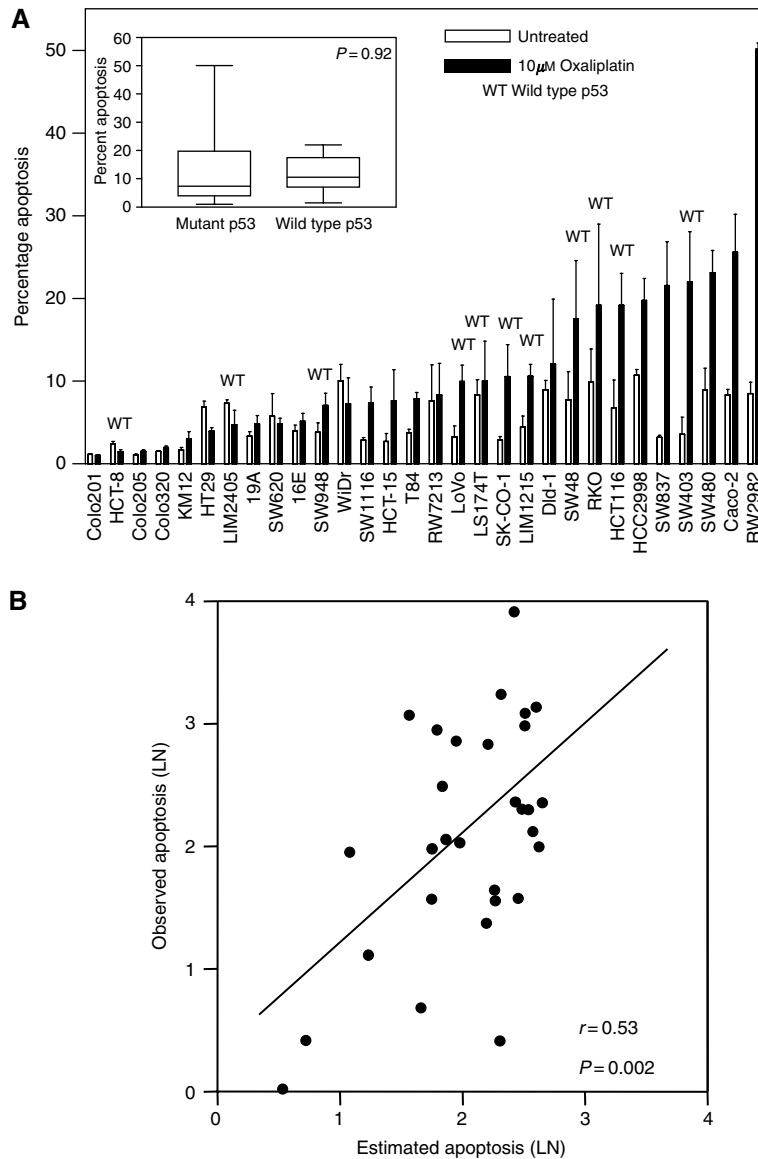 A
Percentage apoptosis
50
40
30
20
10
0
Percent apoptosis
60
50
40
30
20
10
0
P = 0.92
Mutant p53
Wild type p53
Untreated
10 μM Oxaliplatin
WT Wild type p53
WT
WT
WT
WT
WT
WT
WT
WT
WT
WT
WT
Colo201
HCT-8
Colo205
Colo320
KM12
HT29
LIM2405
19A
SW620
16E
SW948
WiDr
SW1116
HCT-15
T84
RW7213
LoVo
LS174T
SK-CO-1
LIM1215
Dld-1
SW48
RKO
HCT116
HCC2998
SW837
SW403
SW480
Caco-2
RW2982
B
Observed apoptosis (LN)
4
3
2
1
0
r = 0.53
P = 0.002
0
1
2
3
4
Estimated apoptosis (LN)